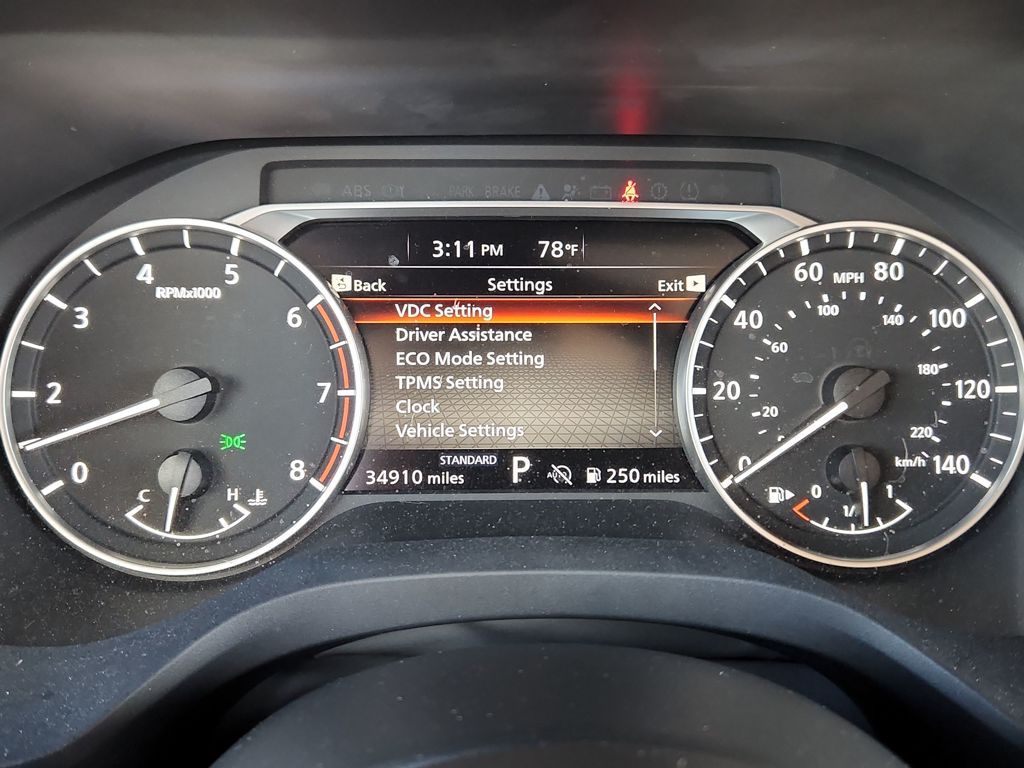 ABS
PARK BRAKE
3:11 PM 78°F
Back Settings Exit
VDC Setting
Driver Assistance
ECO Mode Setting
TPMS Setting
Clock
Vehicle Settings
STANDARD
34910 miles P AUTO 250 miles
RPMx1000
0 2 3 4 5 6 7 8
C H
MPH
0 20 40 60 80 100 120 140
20 60 100 140 180 220
km/h
0 1/ 1